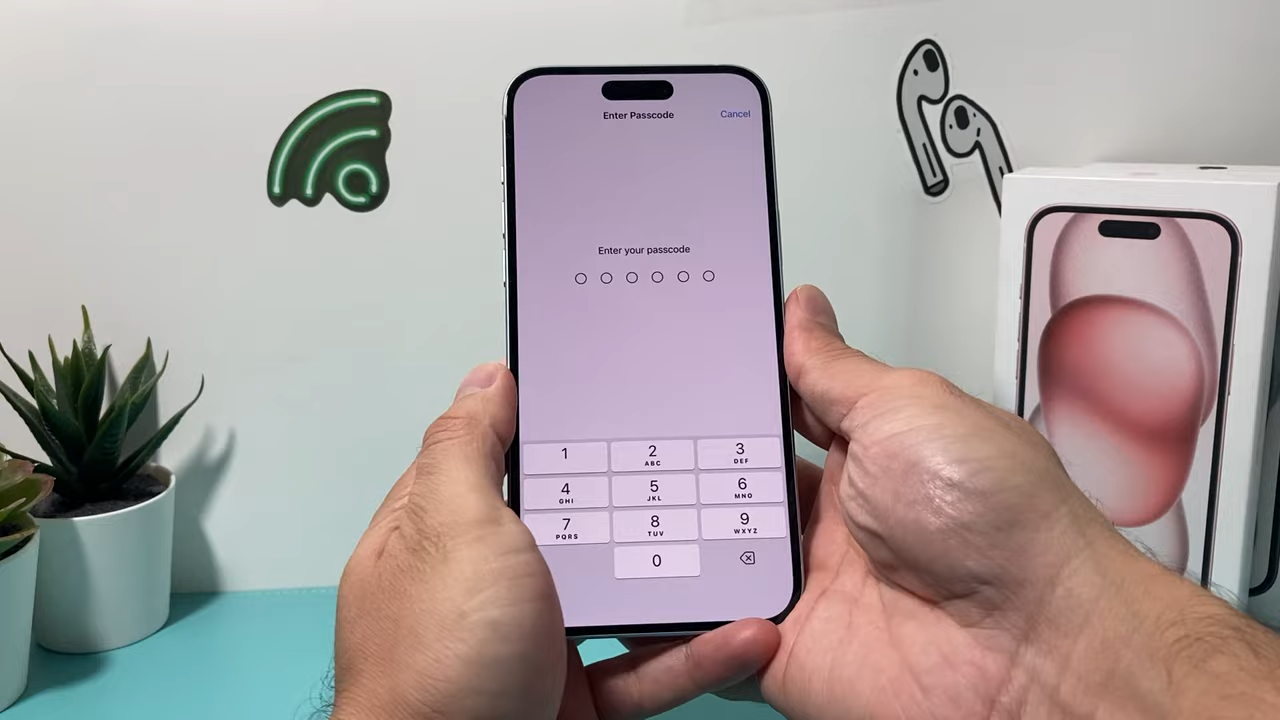 Enter Passcode
Cancel
Enter your passcode
1
2
ABC
3
DEF
4
GHI
5
JKL
6
MNO
7
PQRS
8
TUV
9
WXYZ
0